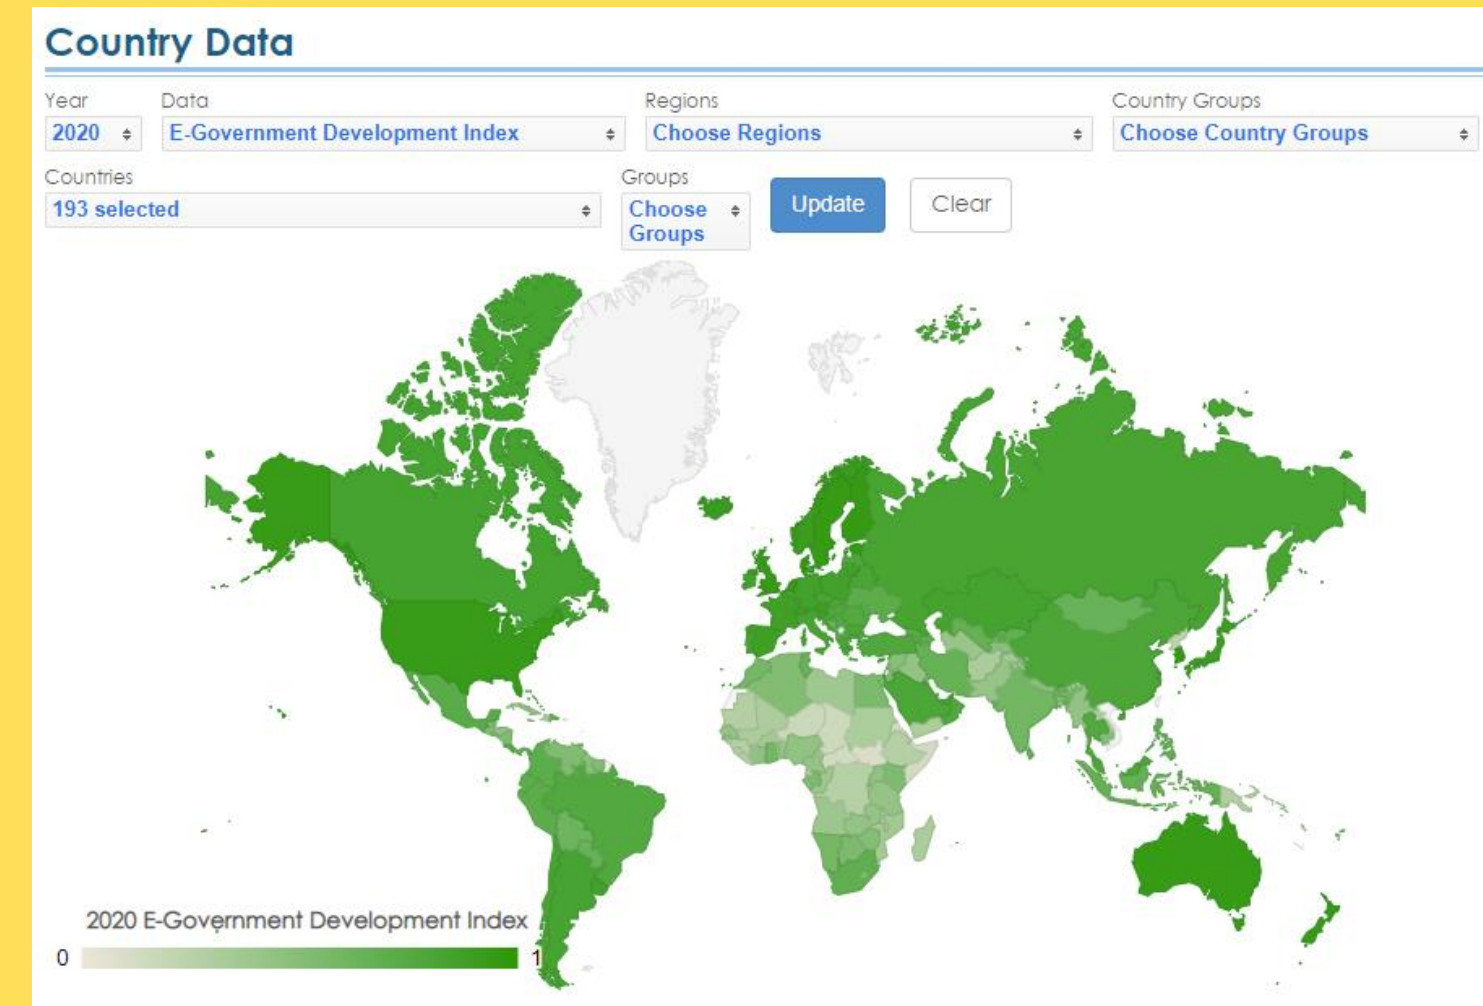 Country Data
Year Data Regions Country Groups
2020 E-Government Development Index Choose Regions Choose Country Groups
Countries Groups
193 selected Choose Groups Update Clear
2020 E-Government Development Index
0 1